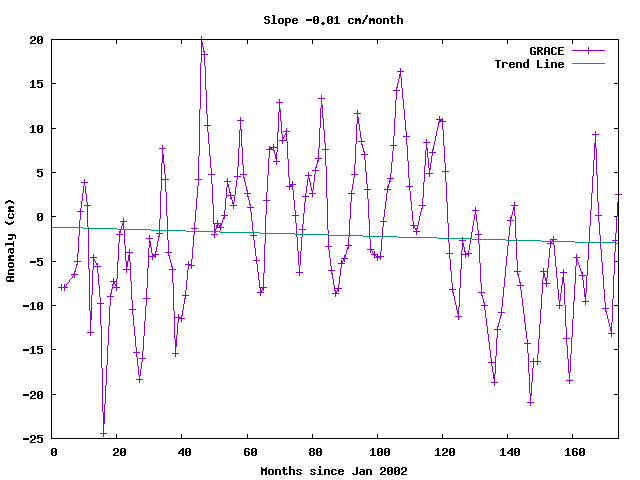 Slope -0.01 cm/month
GRACE
Trend Line
20
15
10
5
0
-5
-10
-15
-20
-25
Anomaly (cm)
0 20 40 60 80 100 120 140 160
Months since Jan 2002